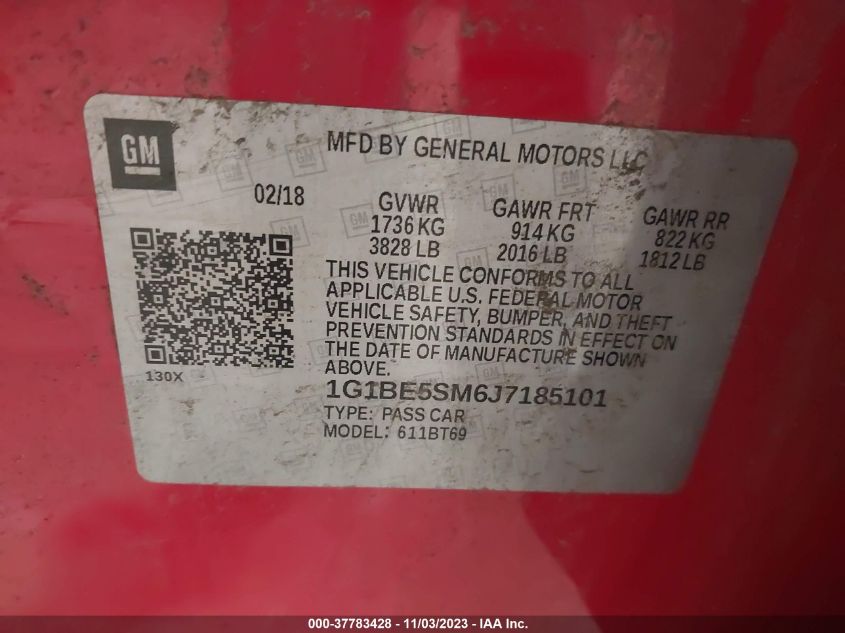 GM
MFD BY GENERAL MOTORS LLC
02/18
GVWR
1736 KG
3828 LB
GAWR FRT
914 KG
2016 LB
GAWR RR
822 KG
1812 LB
THIS VEHICLE CONFORMS TO ALL
APPLICABLE U.S. FEDERAL MOTOR
VEHICLE SAFETY, BUMPER, AND THEFT
PREVENTION STANDARDS IN EFFECT ON
THE DATE OF MANUFACTURE SHOWN
ABOVE.
130X
1G1BE5SM6J7185101
TYPE: PASS CAR
MODEL: 611BT69
000-37783428 - 11/03/2023 - IAA Inc.